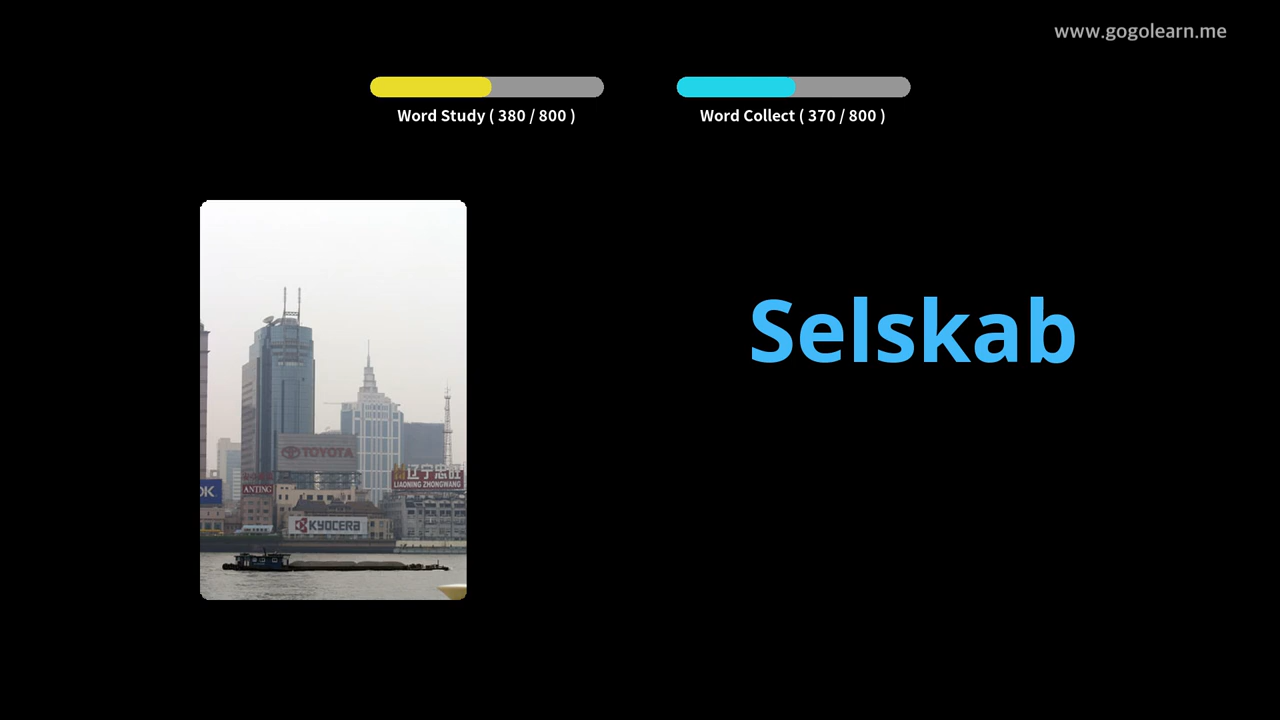 www.gogolearn.me
Word Study ( 380 / 800 )
Word Collect ( 370 / 800 )
Selskab
TOYOTA
辽宁忠旺
LIAONING ZHONGWANG
ANTING
KYOCERA